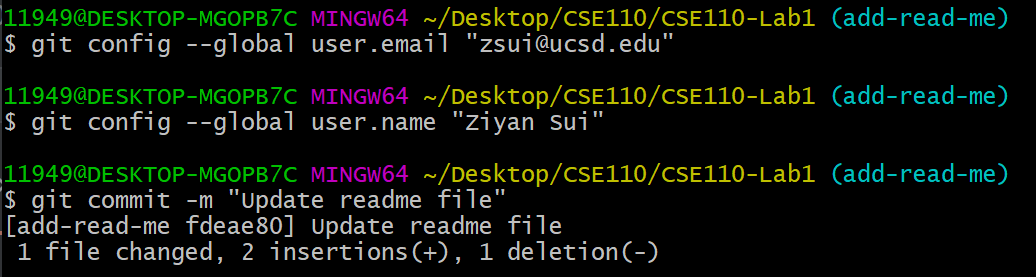 11949@DESKTOP-MGOPB7C MINGW64 ~/Desktop/CSE110/CSE110-Lab1 (add-read-me)
$ git config --global user.email "zsui@ucsd.edu"
11949@DESKTOP-MGOPB7C MINGW64 ~/Desktop/CSE110/CSE110-Lab1 (add-read-me)
$ git config --global user.name "Ziyan Sui"
11949@DESKTOP-MGOPB7C MINGW64 ~/Desktop/CSE110/CSE110-Lab1 (add-read-me)
$ git commit -m "Update readme file"
[add-read-me fdeae80] Update readme file
 1 file changed, 2 insertions(+), 1 deletion(-)